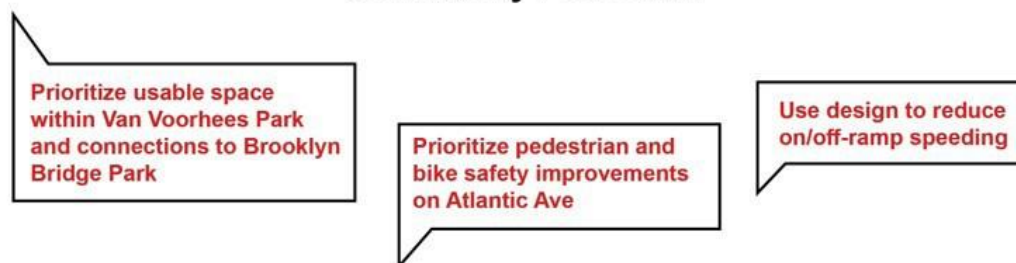 Prioritize usable space
within Van Voorhees Park
and connections to Brooklyn
Bridge Park
Prioritize pedestrian and
bike safety improvements
on Atlantic Ave
Use design to reduce
on/off-ramp speeding